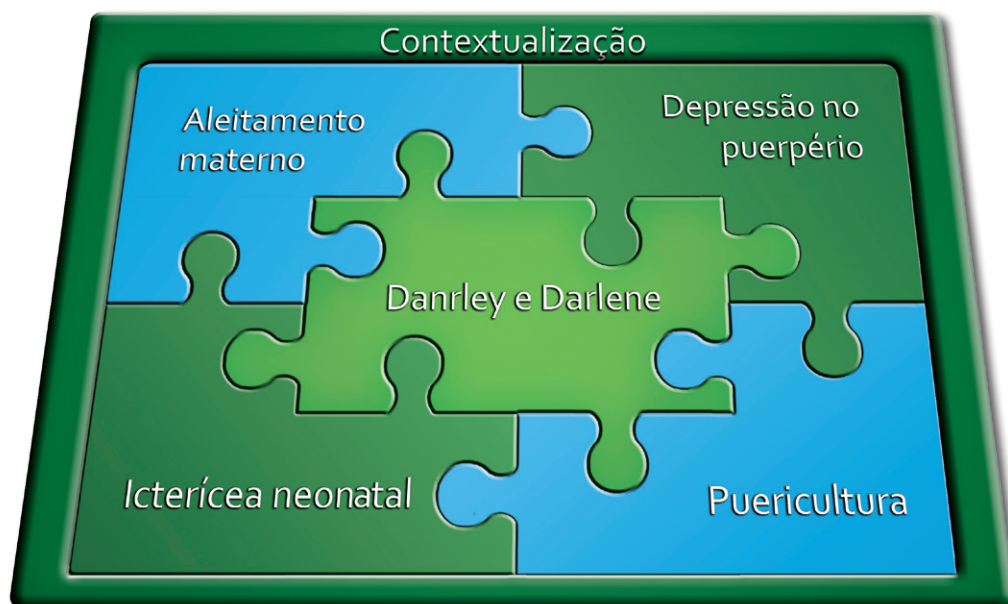 Contextualização
Aleitamento
materno
Depressão no
puerpério
Danrley e Darlene
Icterícea neonatal
Puericultura